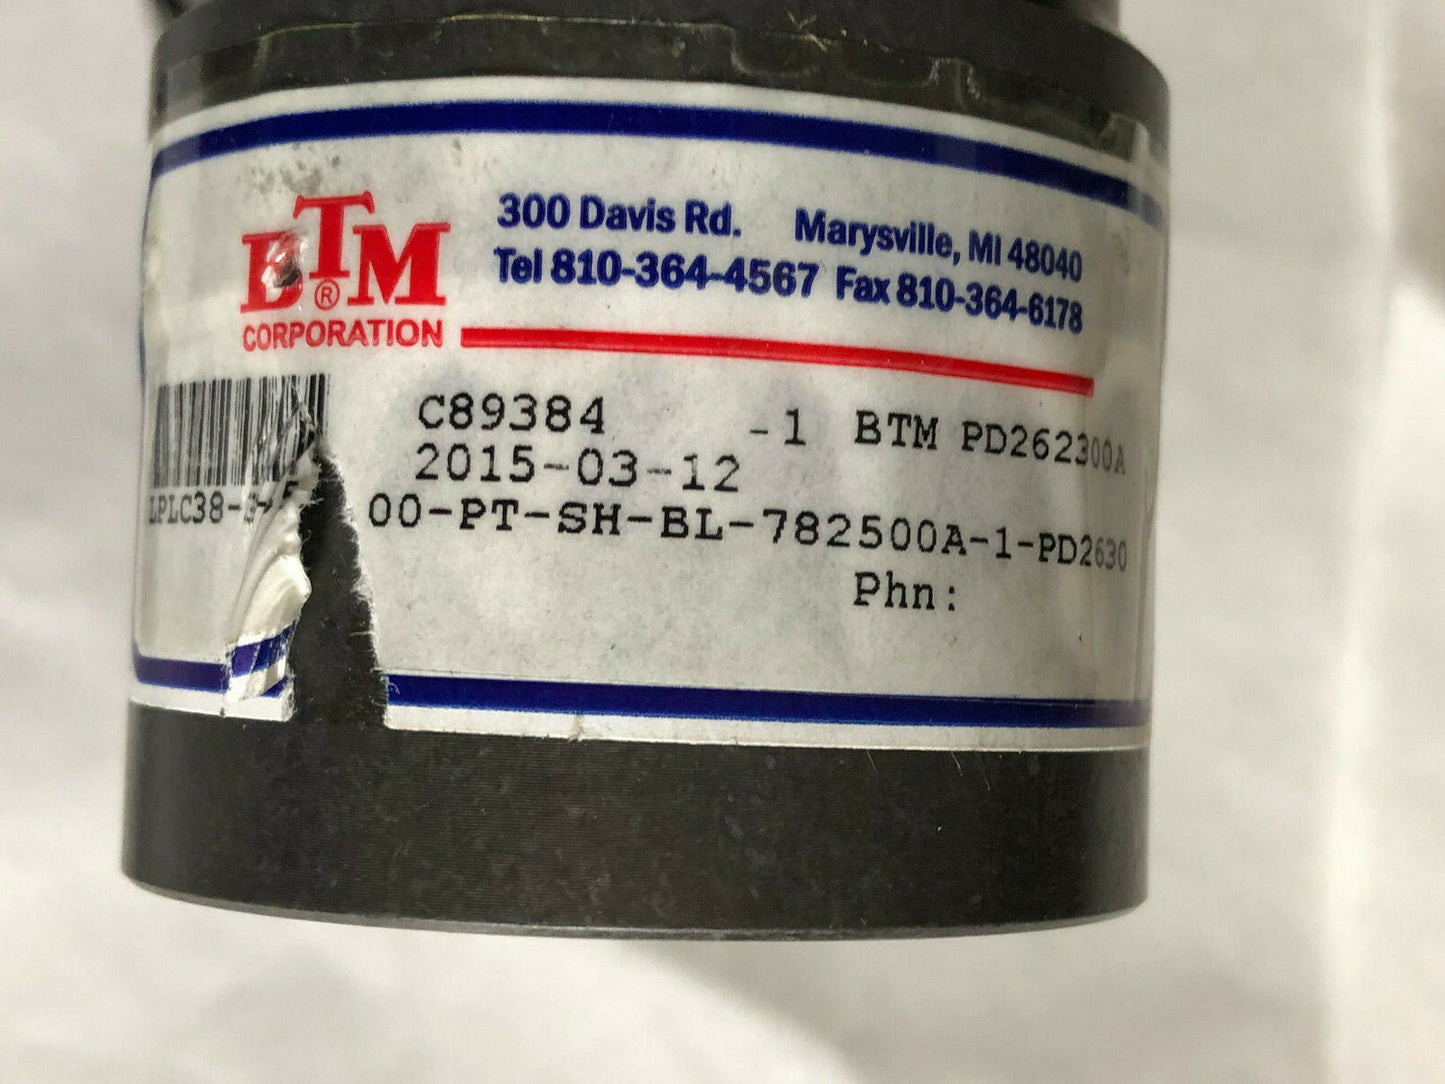 BTM®
CORPORATION
300 Davis Rd. Marysville, MI 48040
Tel 810-364-4567 Fax 810-364-6178
C89384 -1 BTM PD262300A
2015-03-12
00-PT-SH-BL-782500A-1-PD2630
Phn: